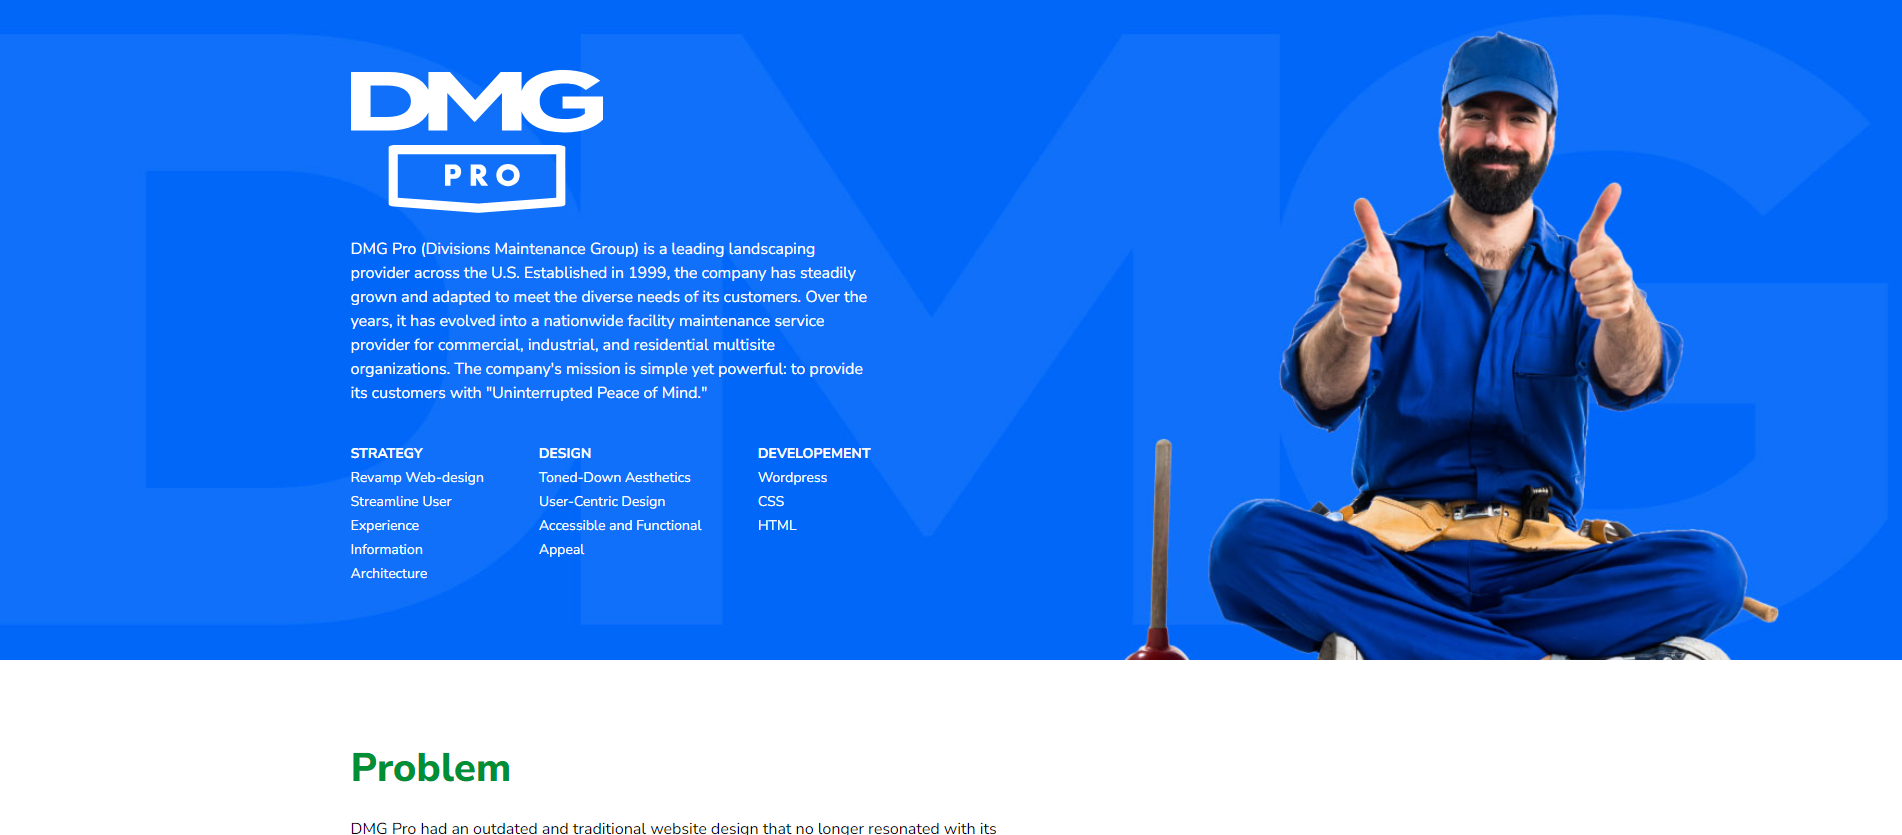 DMG
PRO
DMG Pro (Divisions Maintenance Group) is a leading landscaping
provider across the U.S. Established in 1999, the company has steadily
grown and adapted to meet the diverse needs of its customers. Over the
years, it has evolved into a nationwide facility maintenance service
provider for commercial, industrial, and residential multisite
organizations. The company's mission is simple yet powerful: to provide
its customers with "Uninterrupted Peace of Mind."
STRATEGY
Revamp Web-design
Streamline User
Experience
Information
Architecture
DESIGN
Toned-Down Aesthetics
User-Centric Design
Accessible and Functional
Appeal
DEVELOPEMENT
Wordpress
CSS
HTML
DMG
Problem
DMG Pro had an outdated and traditional website design that no longer resonated with its